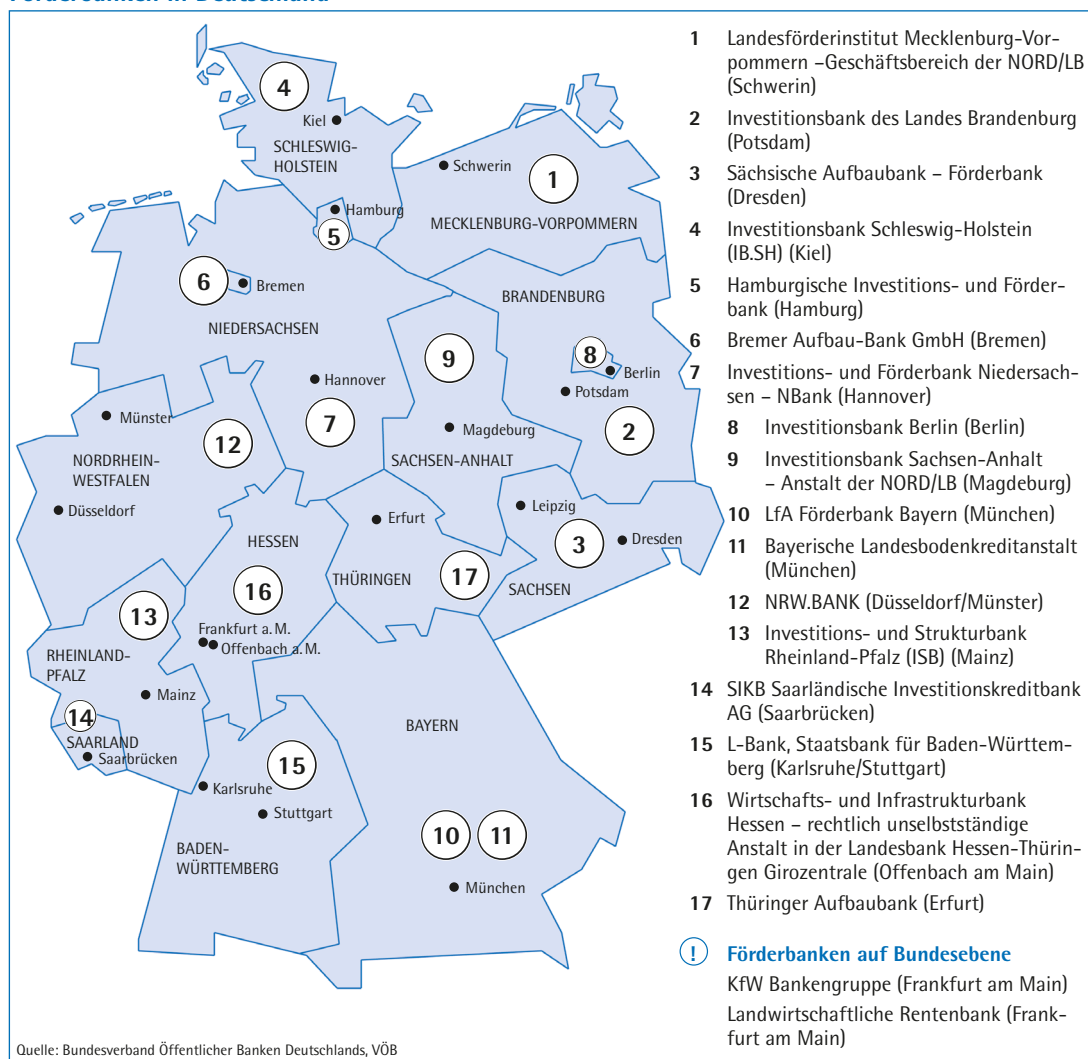 4
Kiel
SCHLESWIG-
HOLSTEIN
Schwerin
1
Hamburg
5
MECKLENBURG-VORPOMMERN
6
Bremen
BRANDENBURG
NIEDERSACHSEN
9
8
Berlin
Hannover
Potsdam
Münster
7
12
Magdeburg
2
NORDRHEIN-
WESTFALEN
SACHSEN-ANHALT
Düsseldorf
Leipzig
Erfurt
HESSEN
3
Dresden
THÜRINGEN
17
SACHSEN
16
13
Frankfurt a. M.
Offenbach a. M.
RHEINLAND-
PFALZ
Mainz
14
SAARLAND
Saarbrücken
BAYERN
15
Karlsruhe
Stuttgart
10
11
BADEN-
WÜRTTEMBERG
München
1 Landesförderinstitut Mecklenburg-Vor-
pommern –Geschäftsbereich der NORD/LB
(Schwerin)
2 Investitionsbank des Landes Brandenburg
(Potsdam)
3 Sächsische Aufbaubank – Förderbank
(Dresden)
4 Investitionsbank Schleswig-Holstein
(IB.SH) (Kiel)
5 Hamburgische Investitions- und Förder-
bank (Hamburg)
6 Bremer Aufbau-Bank GmbH (Bremen)
7 Investitions- und Förderbank Niedersach-
sen – NBank (Hannover)
8 Investitionsbank Berlin (Berlin)
9 Investitionsbank Sachsen-Anhalt
– Anstalt der NORD/LB (Magdeburg)
10 LfA Förderbank Bayern (München)
11 Bayerische Landesbodenkreditanstalt
(München)
12 NRW.BANK (Düsseldorf/Münster)
13 Investitions- und Strukturbank
Rheinland-Pfalz (ISB) (Mainz)
14 SIKB Saarländische Investitionskreditbank
AG (Saarbrücken)
15 L-Bank, Staatsbank für Baden-Württem-
berg (Karlsruhe/Stuttgart)
16 Wirtschafts- und Infrastrukturbank
Hessen – rechtlich unselbstständige
Anstalt in der Landesbank Hessen-Thürin-
gen Girozentrale (Offenbach am Main)
17 Thüringer Aufbaubank (Erfurt)
! Förderbanken auf Bundesebene
KfW Bankengruppe (Frankfurt am Main)
Landwirtschaftliche Rentenbank (Frank-
furt am Main)
Quelle: Bundesverband Öffentlicher Banken Deutschlands, VÖB